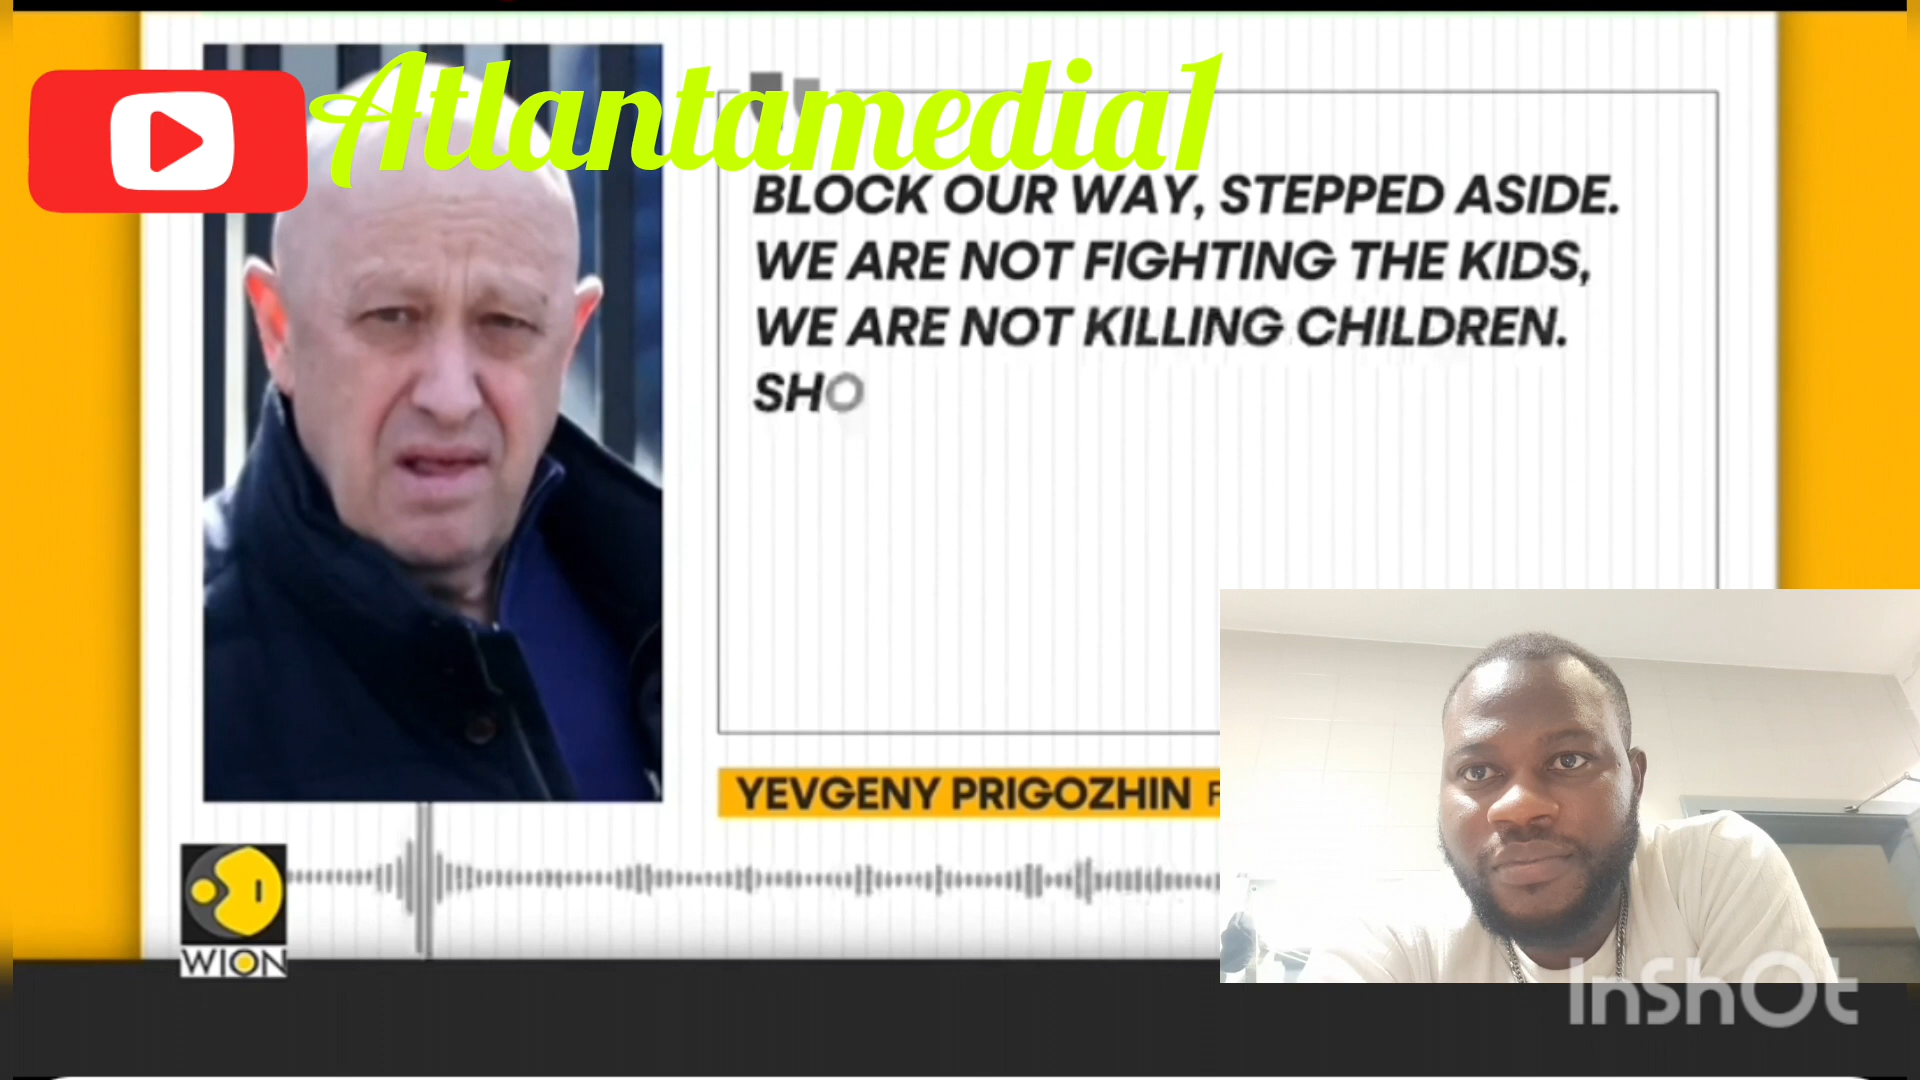 Atlantamedia1
BLOCK OUR WAY, STEPPED ASIDE.
WE ARE NOT FIGHTING THE KIDS,
WE ARE NOT KILLING CHILDREN.
SHO
YEVGENY PRIGOZHIN F
WION
InShOt